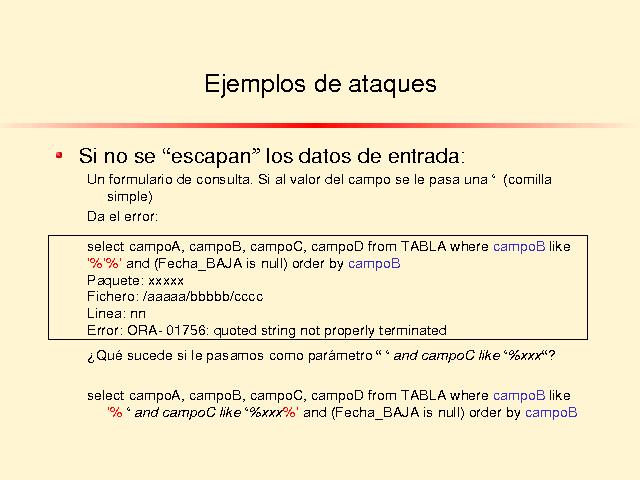 Ejemplos de ataques
Si no se “escapan” los datos de entrada:
Un formulario de consulta. Si al valor del campo se le pasa una ‘ (comilla
simple)
Da el error:
select campoA, campoB, campoC, campoD from TABLA where campoB like
'%'%' and (Fecha_BAJA is null) order by campoB
Paquete: xxxxx
Fichero: /aaaaa/bbbbb/cccc
Linea: nn
Error: ORA- 01756: quoted string not properly terminated
¿Qué sucede si le pasamos como parámetro “ ‘ and campoC like ‘%xxx“?
select campoA, campoB, campoC, campoD from TABLA where campoB like
'% ‘ and campoC like ‘%xxx%' and (Fecha_BAJA is null) order by campoB